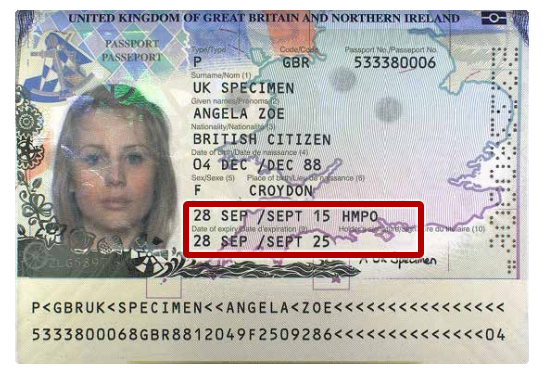 UNITED KINGDOM OF GREAT BRITAIN AND NORTHERN IRELAND
PASSPORT
PASSEPORT
Type/Type Code/Code Passport No./Passeport No.
P GBR 533380006
Surname/Nom (1)
UK SPECIMEN
Given names/Prénoms (2)
ANGELA ZOE
Nationality/Nationalité (3)
BRITISH CITIZEN
Date of birth/Date de naissance (4)
04 DEC /DEC 88
Sex/Sexe (5) Place of birth/Lieu de naissance (6)
F CROYDON
28 SEP /SEPT 15 HMPO
Date of expiry/Date d'expiration (9) Holder's signature/Signature du titulaire (10)
28 SEP /SEPT 25
A UK Specimen
P<GBRUK<SPECIMEN<<ANGELA<ZOE<<<<<<<<<<<<<<<<
5333800068GBR8812049F2509286<<<<<<<<<<<<<<04